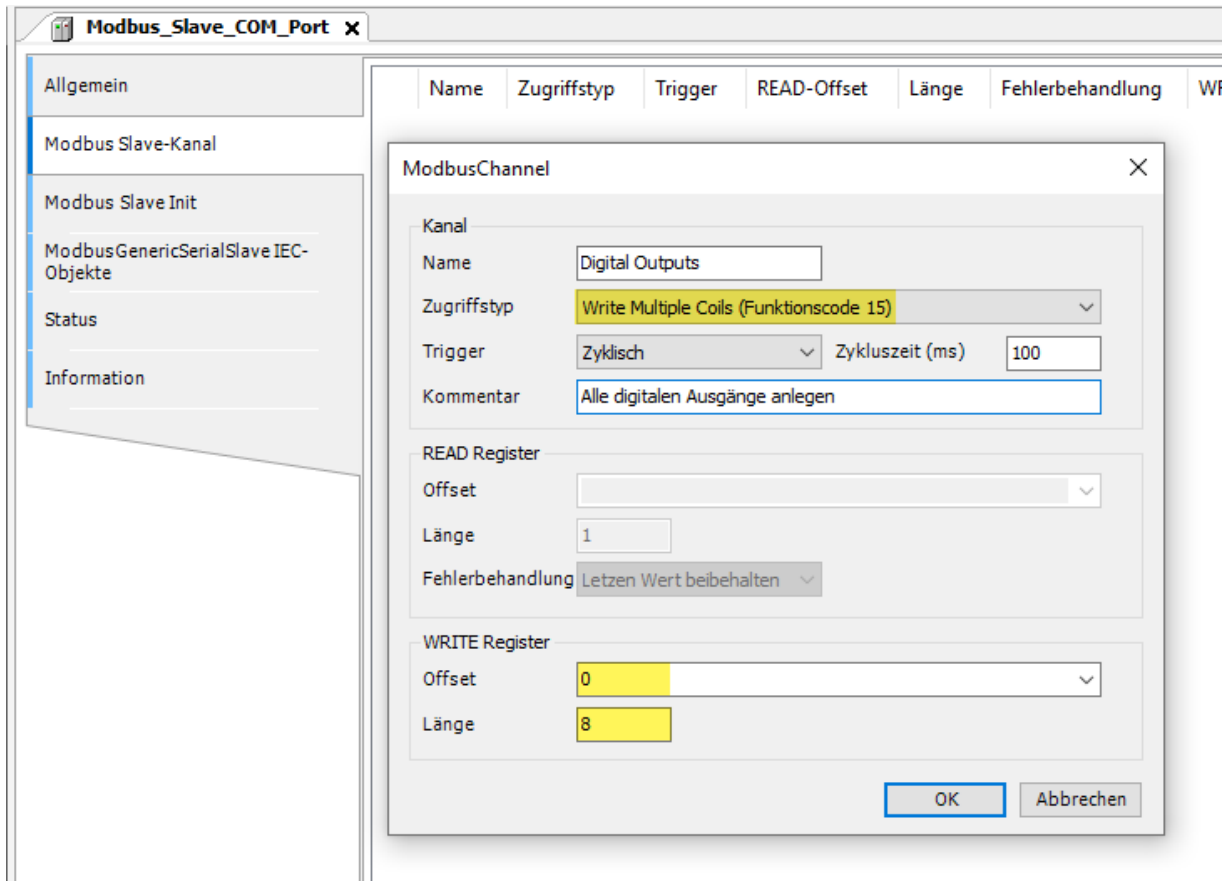 Modbus_Slave_COM_Port
Allgemein
Modbus Slave-Kanal
Modbus Slave Init
ModbusGenericSerialSlave IEC-
Objekte
Status
Information
Name Zugriffstyp Trigger READ-Offset Länge Fehlerbehandlung
ModbusChannel
Kanal
Name Digital Outputs
Zugriffstyp Write Multiple Coils (Funktionscode 15)
Trigger Zyklisch Zykluszeit (ms) 100
Kommentar Alle digitalen Ausgänge anlegen
READ Register
Offset
Länge 1
Fehlerbehandlung Letzen Wert beibehalten
WRITE Register
Offset 0
Länge 8
OK Abbrechen